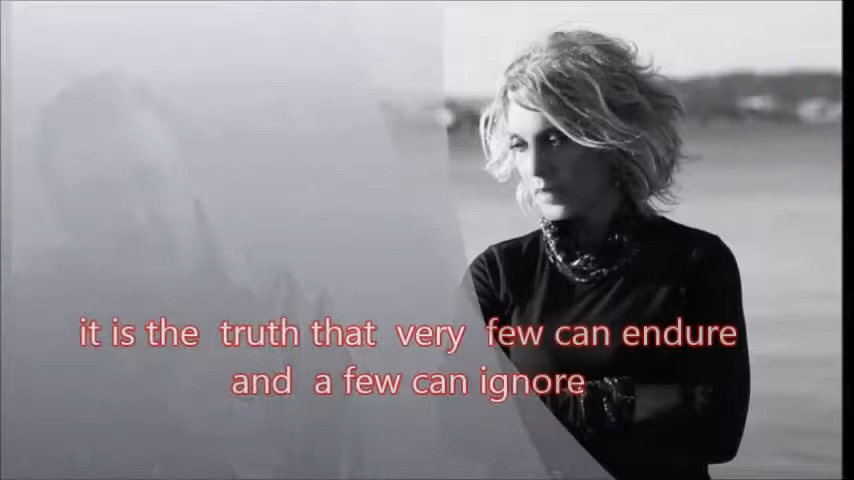 it is the truth that very few can endure
and a few can ignore